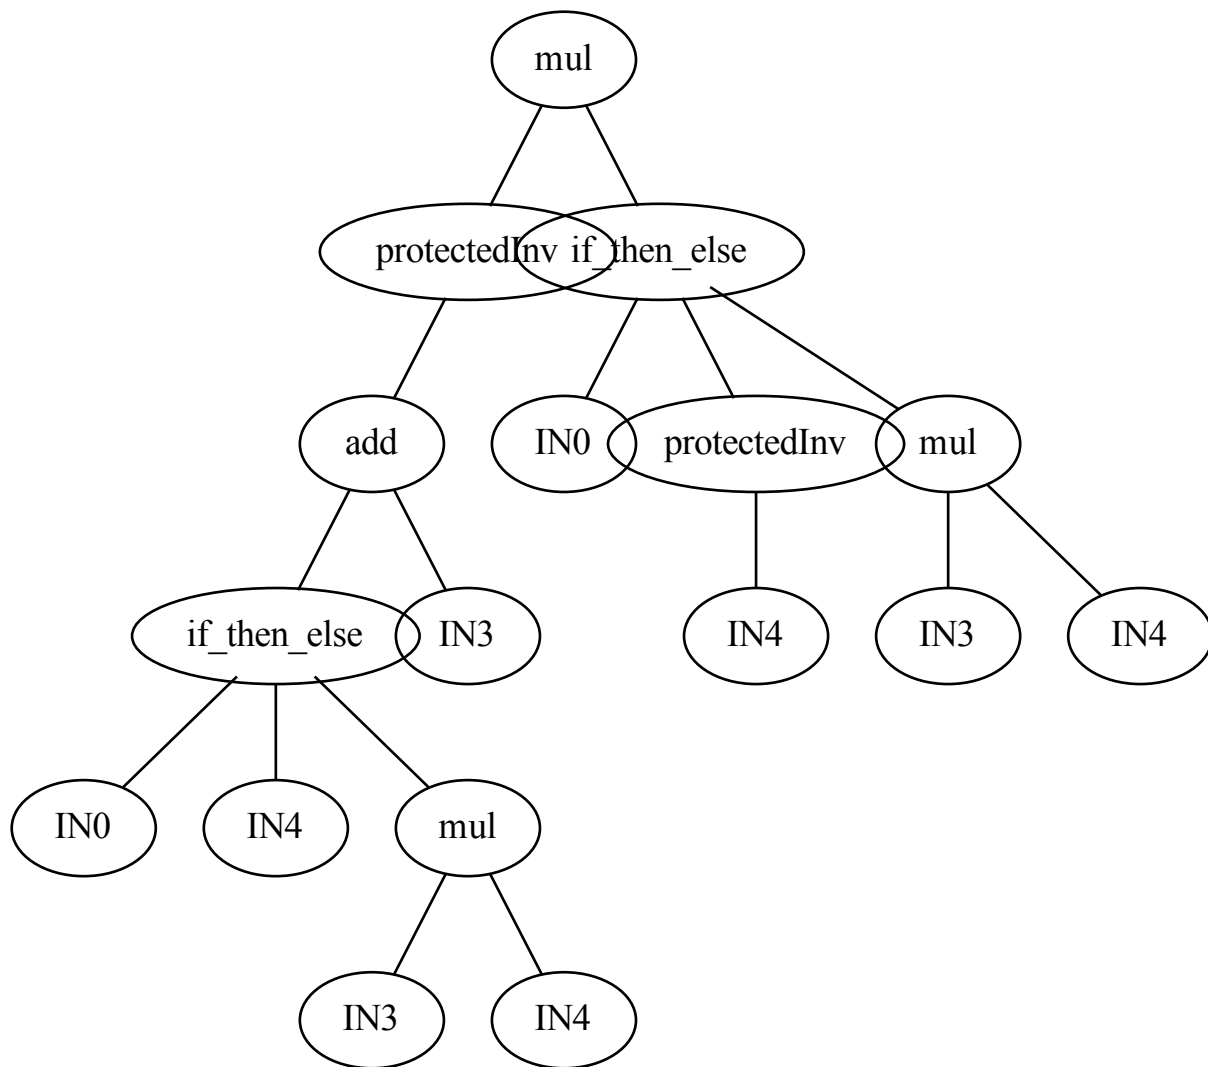 mul
protectedInv if_then_else
add IN0 protectedInv mul
if_then_else IN3 IN4 IN3 IN4
IN0 IN4 mul
IN3 IN4